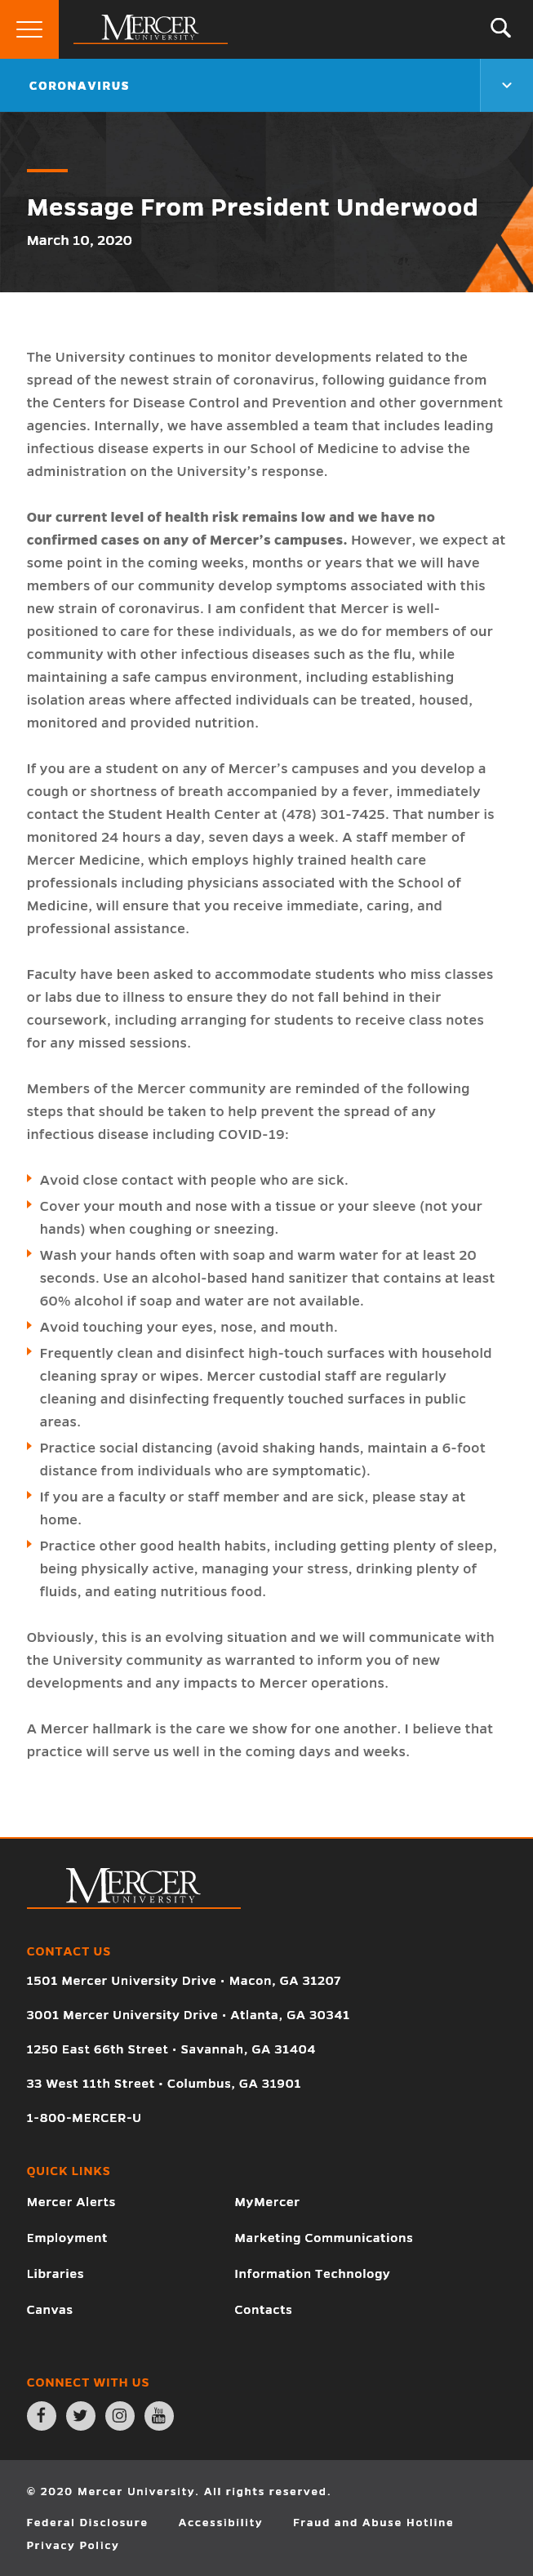 MERCER
UNIVERSITY
CORONAVIRUS
Message From President Underwood
March 10, 2020
The University continues to monitor developments related to the
spread of the newest strain of coronavirus, following guidance from
the Centers for Disease Control and Prevention and other government
agencies. Internally, we have assembled a team that includes leading
infectious disease experts in our School of Medicine to advise the
administration on the University’s response.
Our current level of health risk remains low and we have no
confirmed cases on any of Mercer’s campuses. However, we expect at
some point in the coming weeks, months or years that we will have
members of our community develop symptoms associated with this
new strain of coronavirus. I am confident that Mercer is well-
positioned to care for these individuals, as we do for members of our
community with other infectious diseases such as the flu, while
maintaining a safe campus environment, including establishing
isolation areas where affected individuals can be treated, housed,
monitored and provided nutrition.
If you are a student on any of Mercer’s campuses and you develop a
cough or shortness of breath accompanied by a fever, immediately
contact the Student Health Center at (478) 301-7425. That number is
monitored 24 hours a day, seven days a week. A staff member of
Mercer Medicine, which employs highly trained health care
professionals including physicians associated with the School of
Medicine, will ensure that you receive immediate, caring, and
professional assistance.
Faculty have been asked to accommodate students who miss classes
or labs due to illness to ensure they do not fall behind in their
coursework, including arranging for students to receive class notes
for any missed sessions.
Members of the Mercer community are reminded of the following
steps that should be taken to help prevent the spread of any
infectious disease including COVID-19:
Avoid close contact with people who are sick.
Cover your mouth and nose with a tissue or your sleeve (not your
hands) when coughing or sneezing.
Wash your hands often with soap and warm water for at least 20
seconds. Use an alcohol-based hand sanitizer that contains at least
60% alcohol if soap and water are not available.
Avoid touching your eyes, nose, and mouth.
Frequently clean and disinfect high-touch surfaces with household
cleaning spray or wipes. Mercer custodial staff are regularly
cleaning and disinfecting frequently touched surfaces in public
areas.
Practice social distancing (avoid shaking hands, maintain a 6-foot
distance from individuals who are symptomatic).
If you are a faculty or staff member and are sick, please stay at
home.
Practice other good health habits, including getting plenty of sleep,
being physically active, managing your stress, drinking plenty of
fluids, and eating nutritious food.
Obviously, this is an evolving situation and we will communicate with
the University community as warranted to inform you of new
developments and any impacts to Mercer operations.
A Mercer hallmark is the care we show for one another. I believe that
practice will serve us well in the coming days and weeks.
MERCER
UNIVERSITY
CONTACT US
1501 Mercer University Drive • Macon, GA 31207
3001 Mercer University Drive • Atlanta, GA 30341
1250 East 66th Street • Savannah, GA 31404
33 West 11th Street • Columbus, GA 31901
1-800-MERCER-U
QUICK LINKS
Mercer Alerts MyMercer
Employment Marketing Communications
Libraries Information Technology
Canvas Contacts
CONNECT WITH US
You
Tube
© 2020 Mercer University. All rights reserved.
Federal Disclosure Accessibility Fraud and Abuse Hotline
Privacy Policy